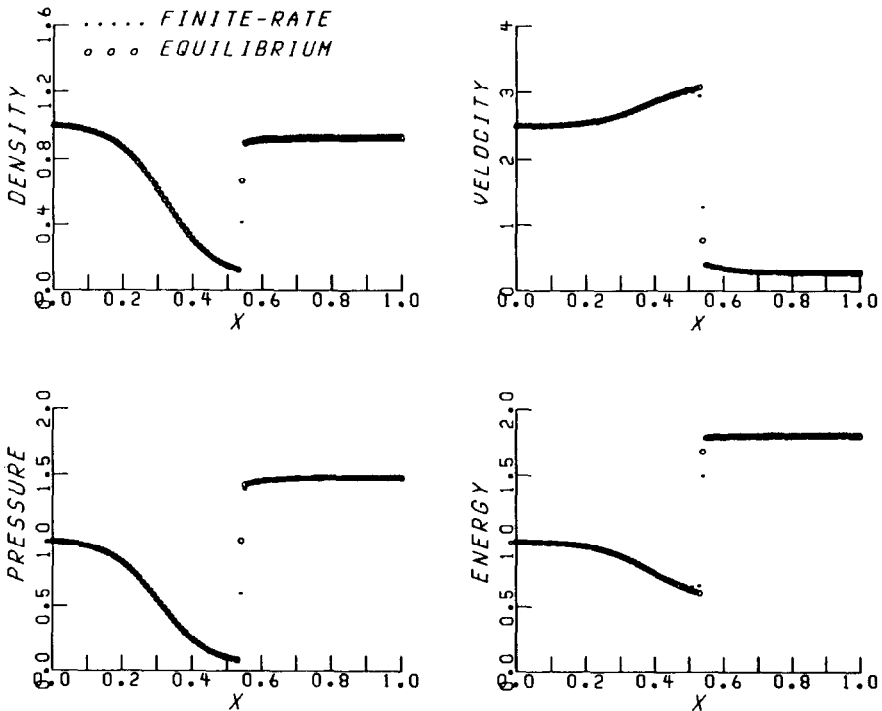 ..... FINITE-RATE
o o o EQUILIBRIUM
DENSITY
0.0 0.4 0.8 1.2 1.6
0.0 0.2 0.4 0.6 0.8 1.0
X
VELOCITY
0 1 2 3 4
0.0 0.2 0.4 0.6 0.8 1.0
X
PRESSURE
0.0 0.5 1.0 1.5 2.0
0.0 0.2 0.4 0.6 0.8 1.0
X
ENERGY
0.0 0.5 1.0 1.5 2.0
0.0 0.2 0.4 0.6 0.8 1.0
X